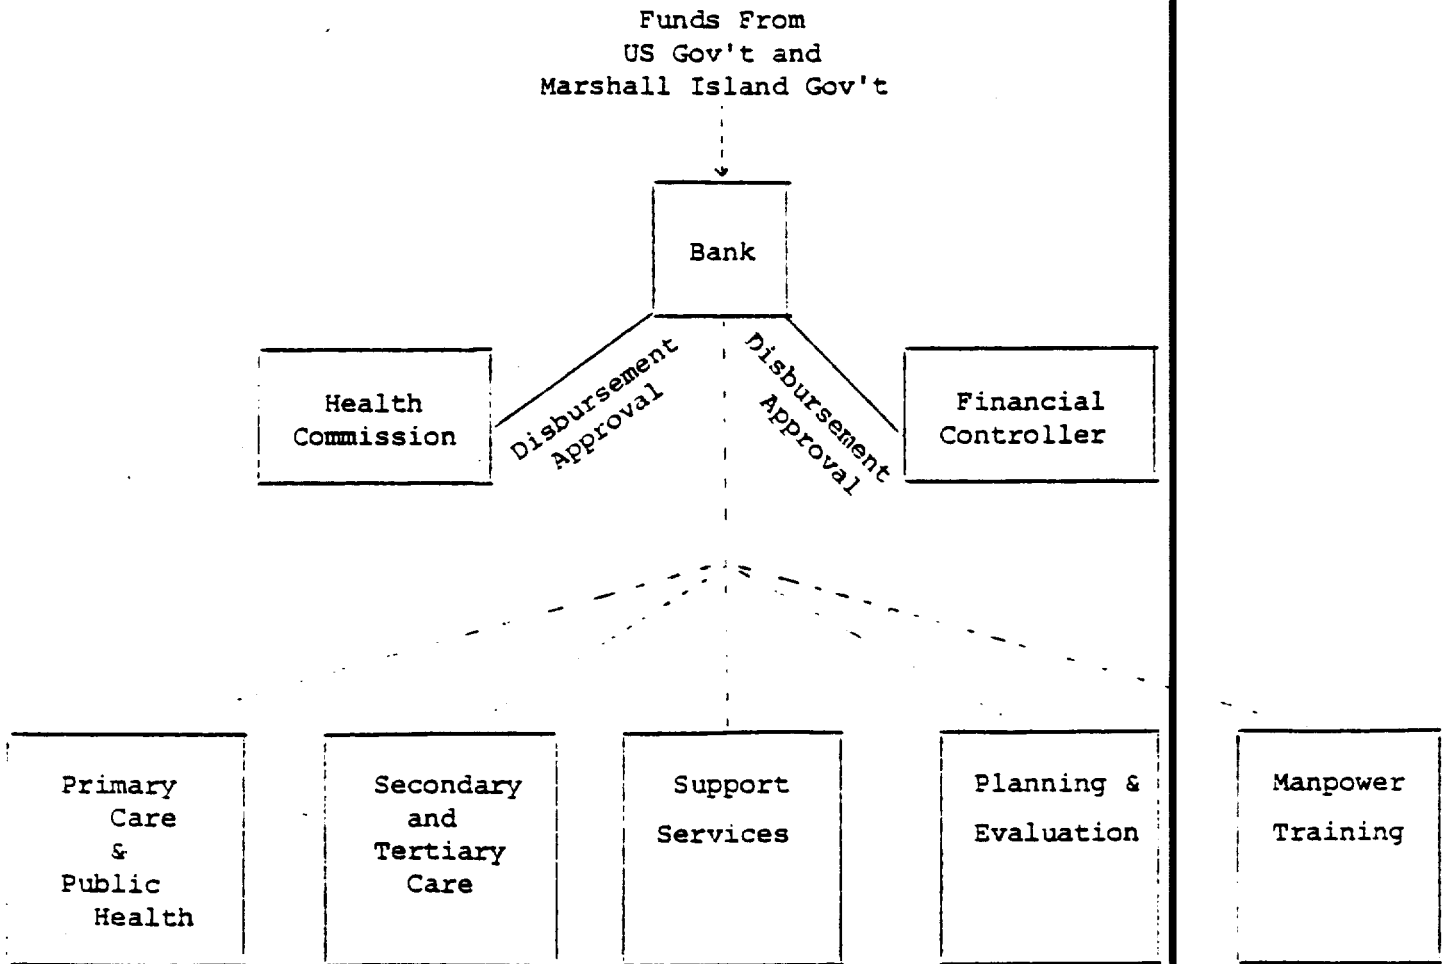 Funds From
US Gov't and
Marshall Island Gov't
Bank
Disbursement
Approval
Disbursement
Approval
Health
Commission
Financial
Controller
Primary
Care
&
Public
Health
Secondary
and
Tertiary
Care
Support
Services
Planning &
Evaluation
Manpower
Training